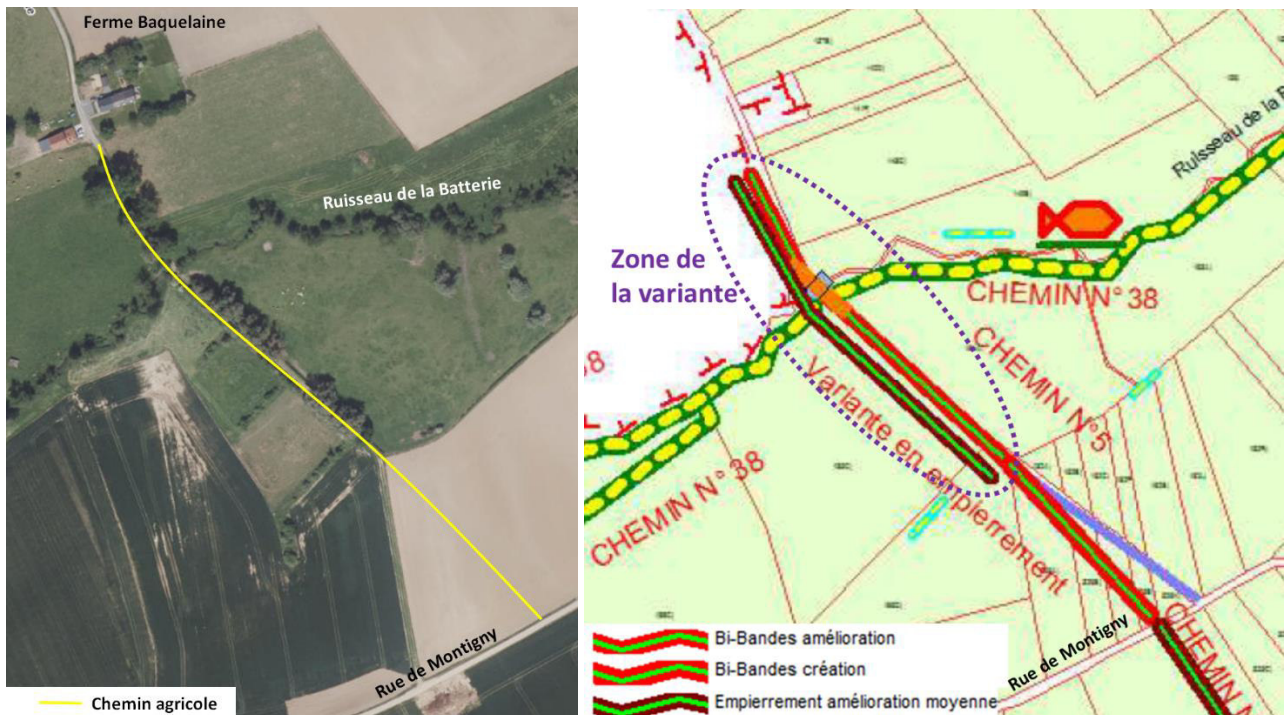 Ferme Baquelaine
Ruisseau de la Batterie
Rue de Montigny
Chemin agricole
Ruisseau de la B
Zone de
la variante
CHEMIN N° 38
CHEMIN N°5
CHEMIN N° 38
Variante en empierrement
Rue de Montigny
CHEMIN N
Bi-Bandes amélioration
Bi-Bandes création
Empierrement amélioration moyenne